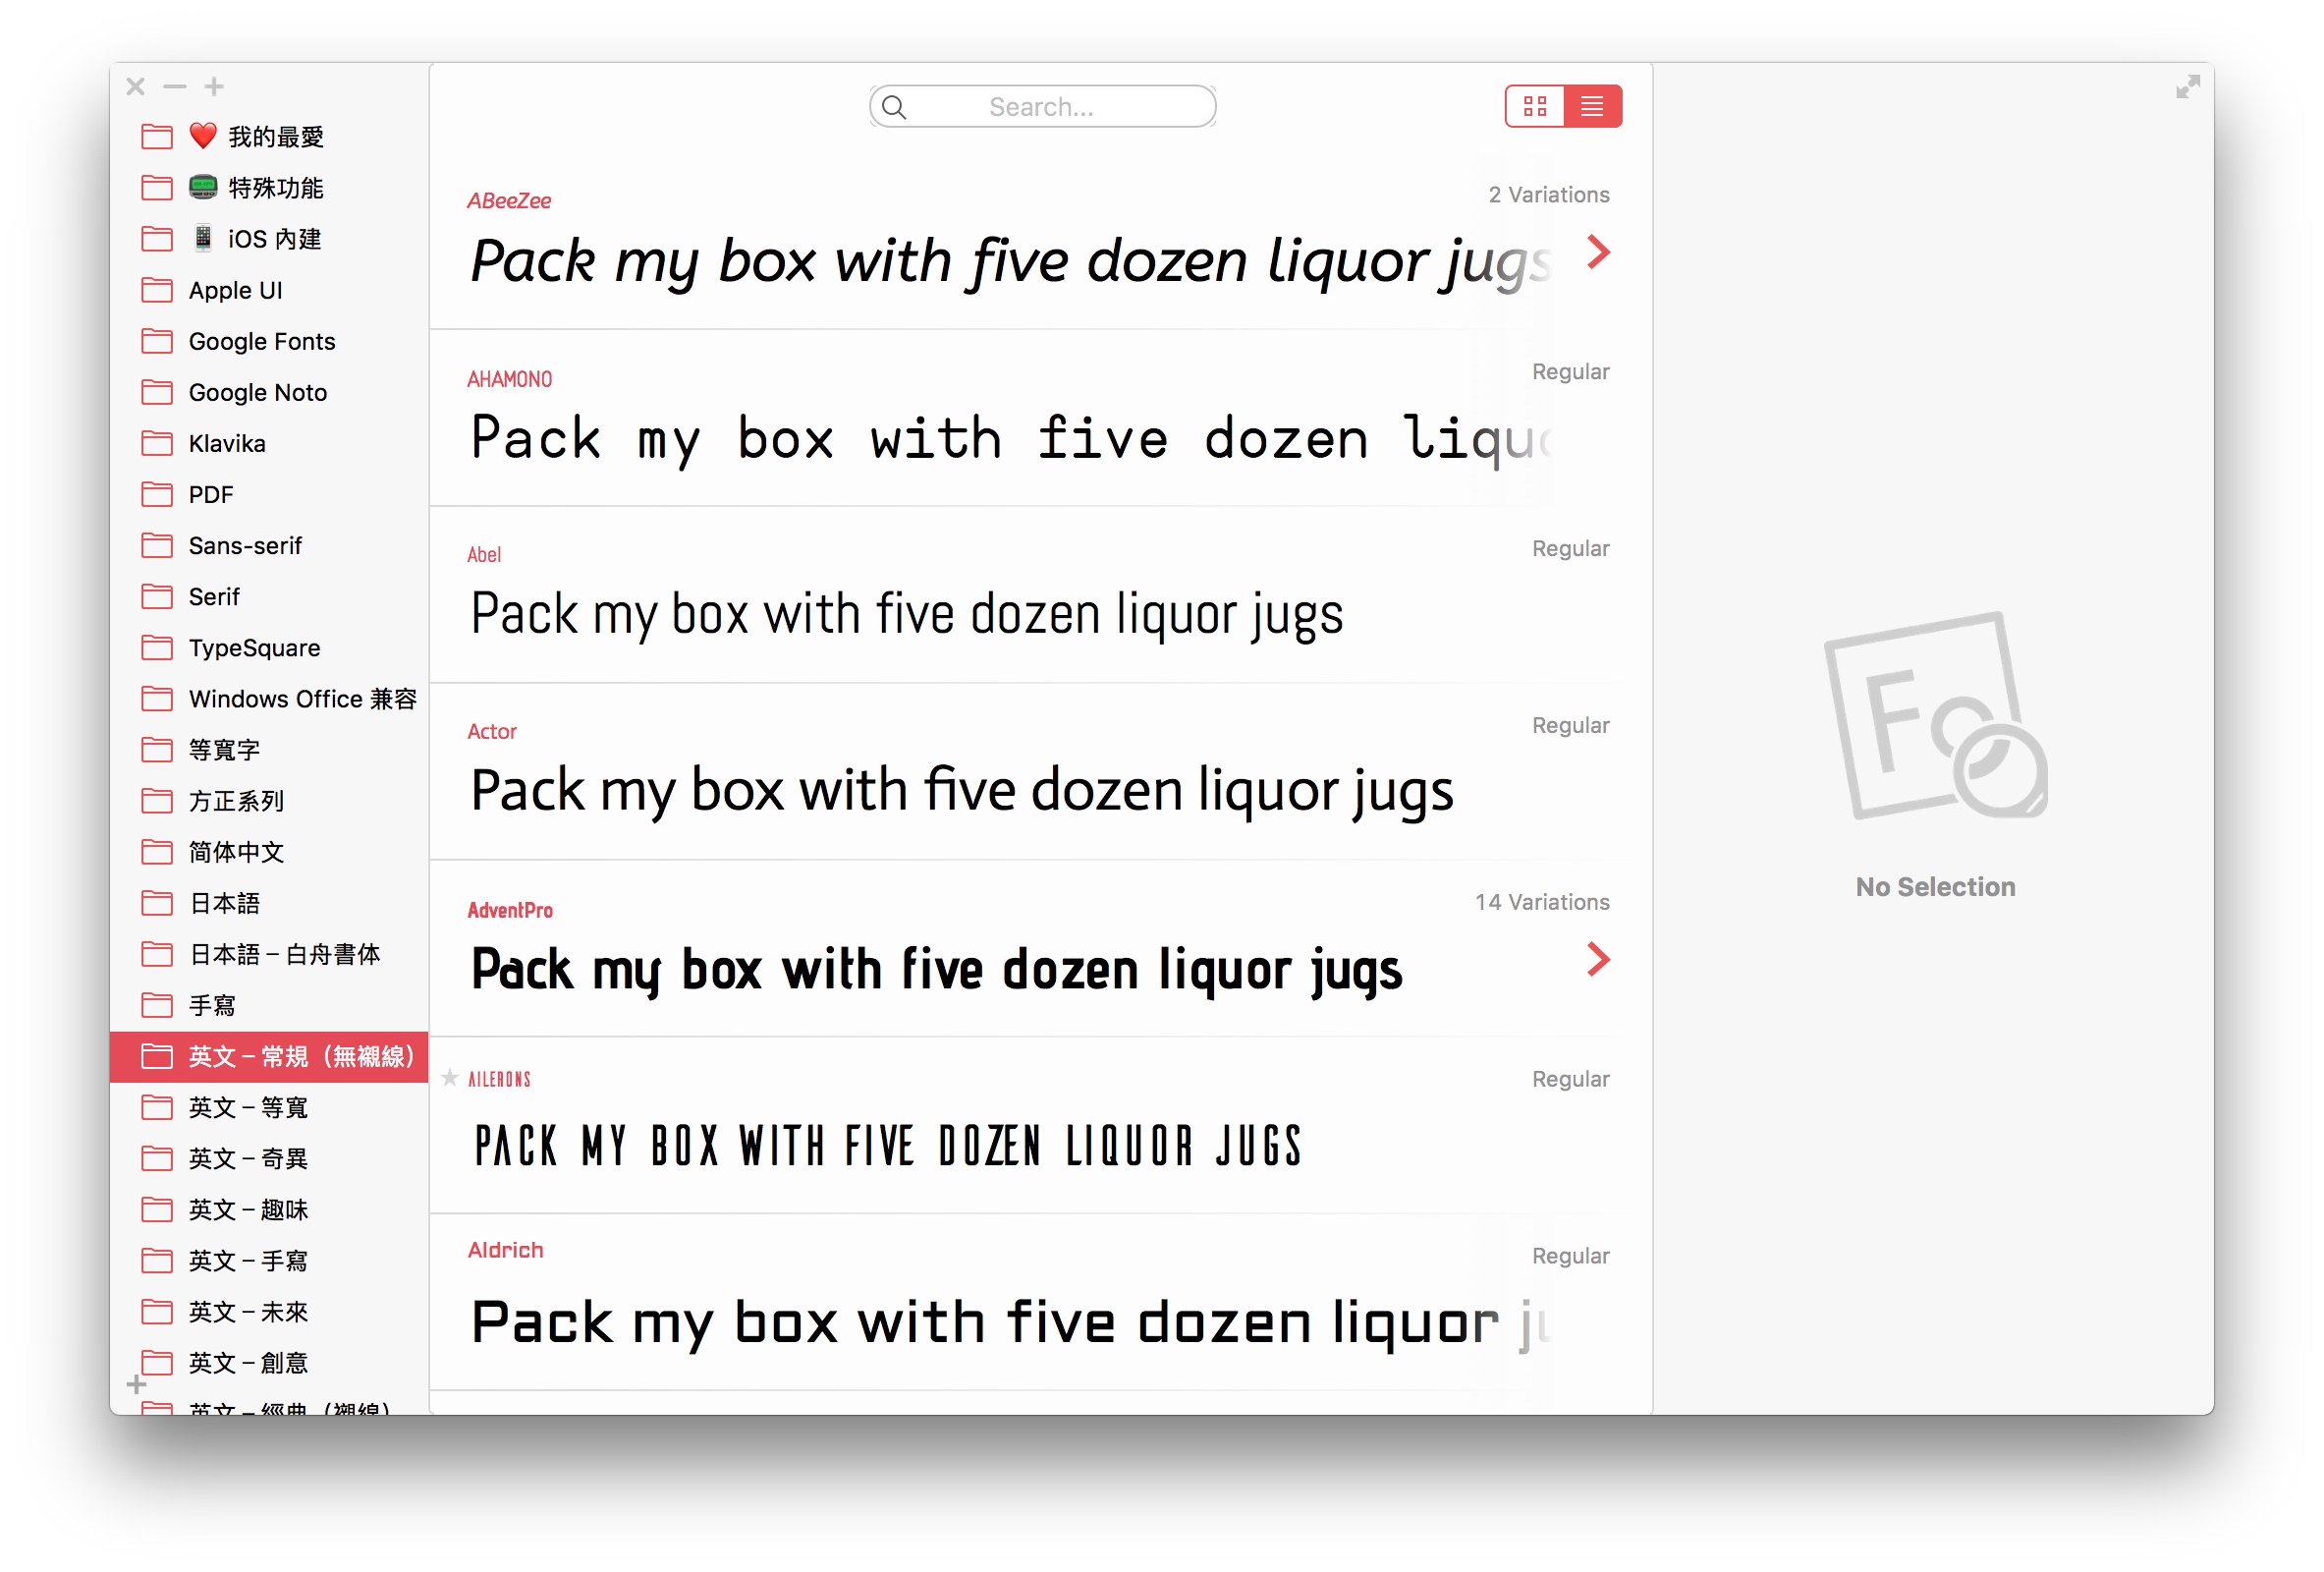 我的最愛
特殊功能
iOS 內建
Apple UI
Google Fonts
Google Noto
Klavika
PDF
Sans-serif
Serif
TypeSquare
Windows Office 兼容
等寬字
方正系列
简体中文
日本語
日本語 – 白舟書体
手寫
英文 – 常規（無襯線）
英文 – 等寬
英文 – 奇異
英文 – 趣味
英文 – 手寫
英文 – 未來
英文 – 創意
英文 – 經典（襯線）
Search...
ABeeZee
2 Variations
Pack my box with five dozen liquor jugs
AHAMONO
Regular
Pack my box with five dozen liquo
Abel
Regular
Pack my box with five dozen liquor jugs
Actor
Regular
Pack my box with five dozen liquor jugs
AdventPro
14 Variations
Pack my box with five dozen liquor jugs
AILERONS
Regular
PACK MY BOX WITH FIVE DOZEN LIQUOR JUGS
Aldrich
Regular
Pack my box with five dozen liquor ju
Fo
No Selection